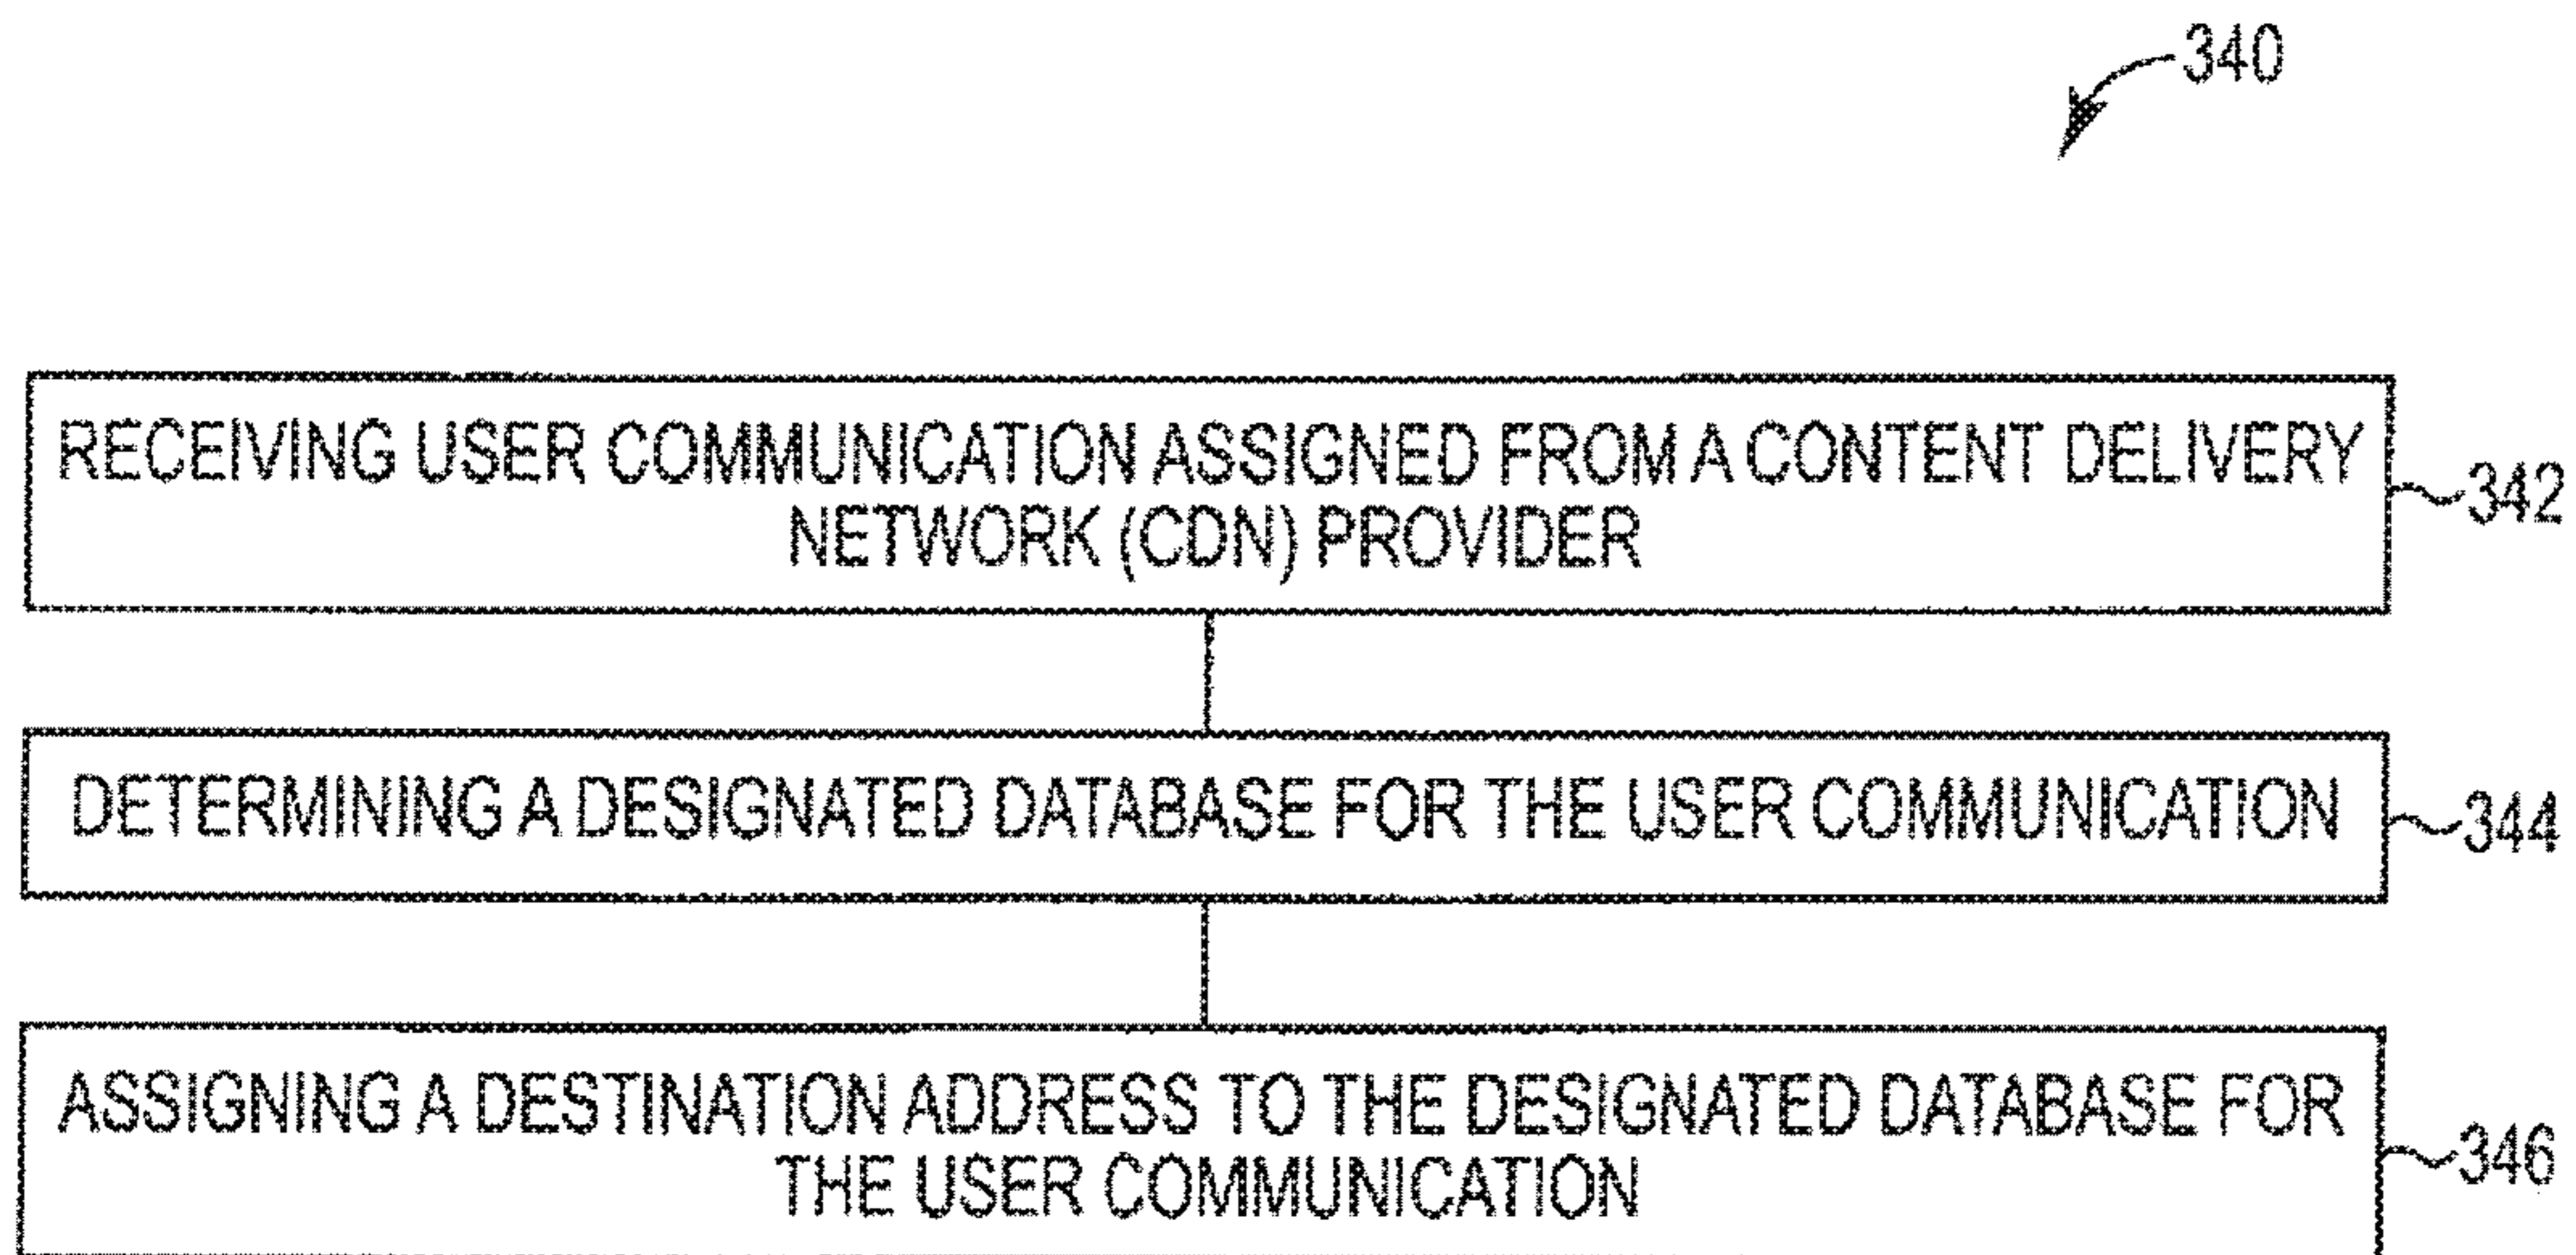 340
RECEIVING USER COMMUNICATION ASSIGNED FROM A CONTENT DELIVERY
NETWORK (CDN) PROVIDER
342
DETERMINING A DESIGNATED DATABASE FOR THE USER COMMUNICATION
344
ASSIGNING A DESTINATION ADDRESS TO THE DESIGNATED DATABASE FOR
THE USER COMMUNICATION
346